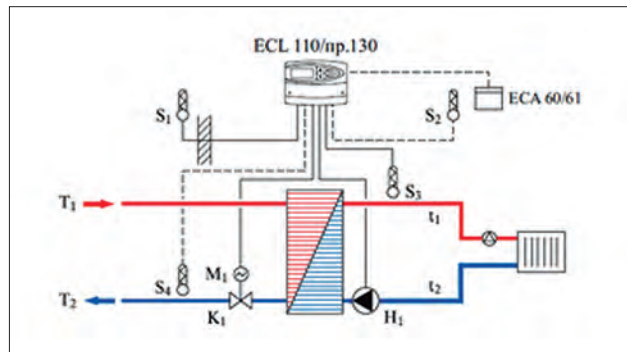 ECL 110/пр.130
ECA 60/61
S1
S2
S3
T1
t1
M1
S4
T2
K1
H1
t2